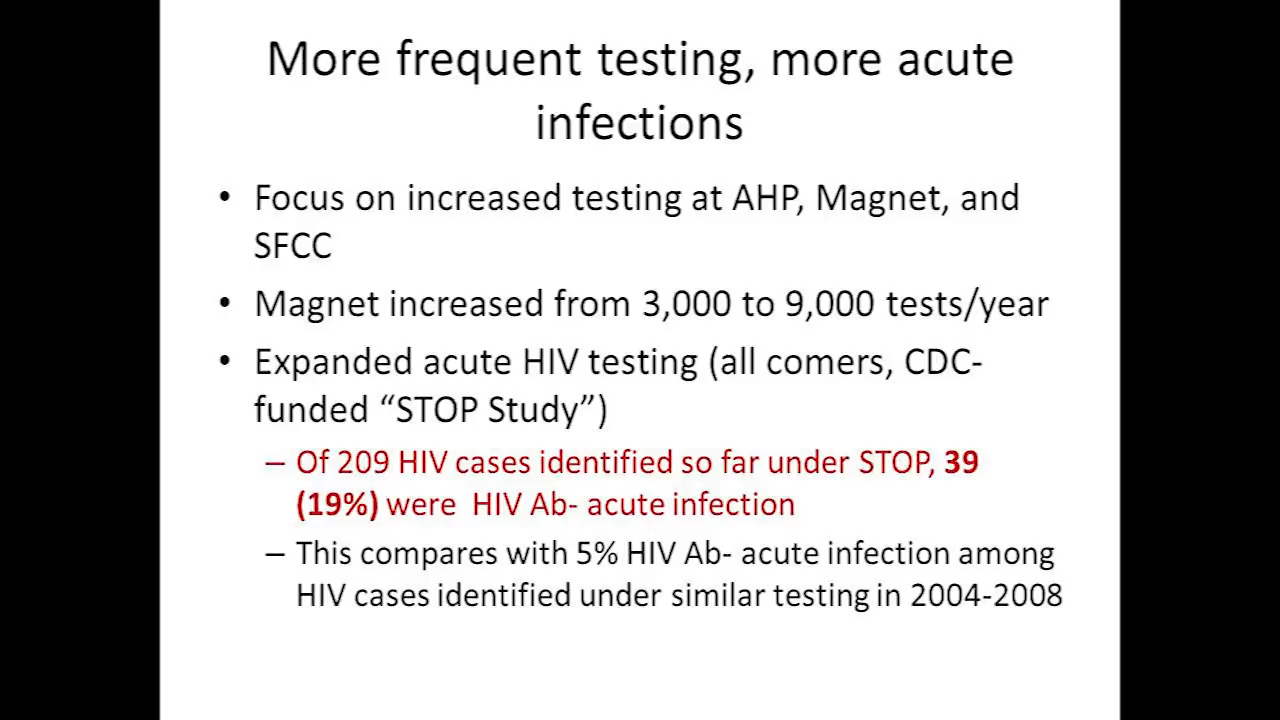 More frequent testing, more acute
infections
• Focus on increased testing at AHP, Magnet, and
SFCC
• Magnet increased from 3,000 to 9,000 tests/year
• Expanded acute HIV testing (all comers, CDC-
funded “STOP Study”)
– Of 209 HIV cases identified so far under STOP, 39
(19%) were HIV Ab- acute infection
– This compares with 5% HIV Ab- acute infection among
HIV cases identified under similar testing in 2004-2008